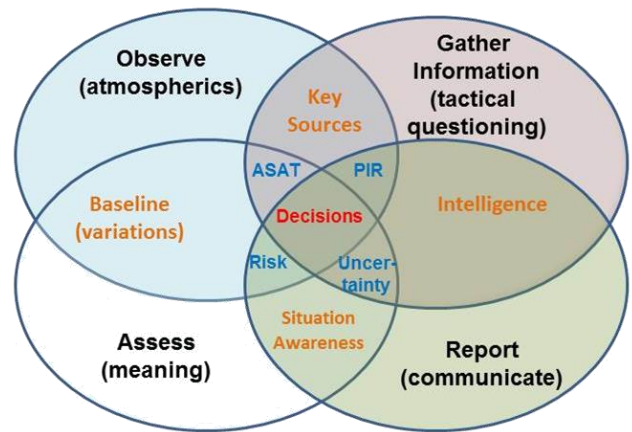 Observe
(atmospherics)
Gather
Information
(tactical
questioning)
Key
Sources
ASAT
PIR
Baseline
(variations)
Decisions
Intelligence
Risk
Uncer-
tainty
Situation
Awareness
Assess
(meaning)
Report
(communicate)